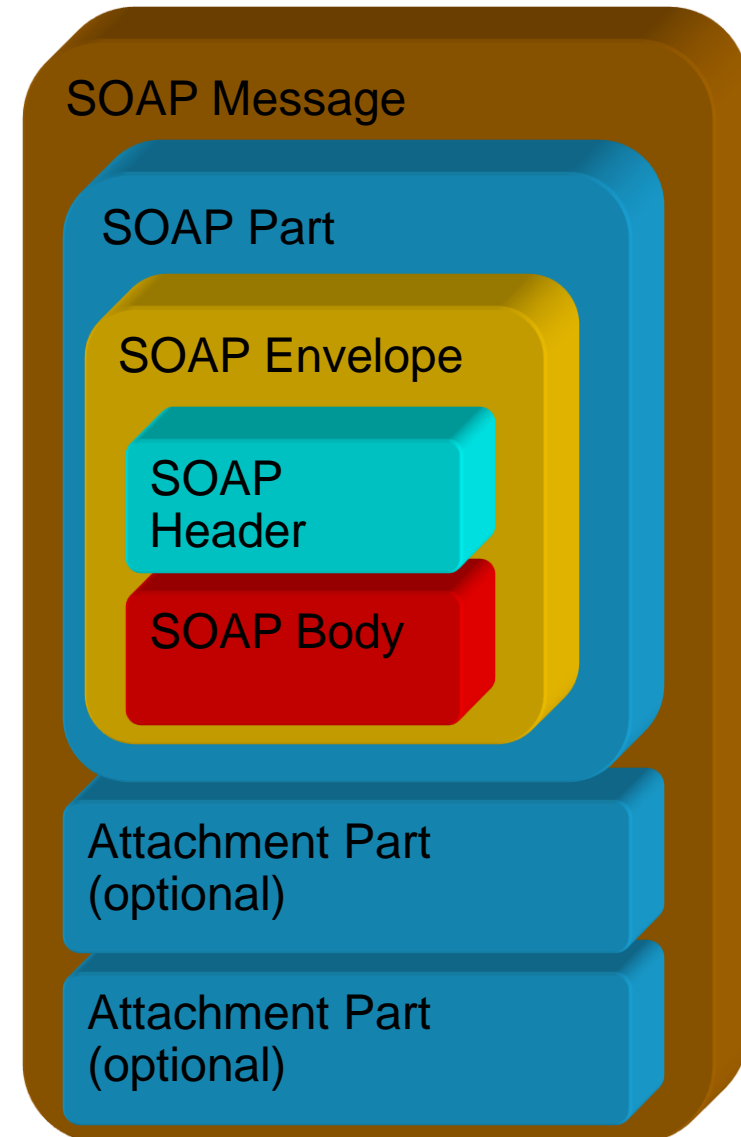 SOAP Message
SOAP Part
SOAP Envelope
SOAP
Header
SOAP Body
Attachment Part
(optional)
Attachment Part
(optional)